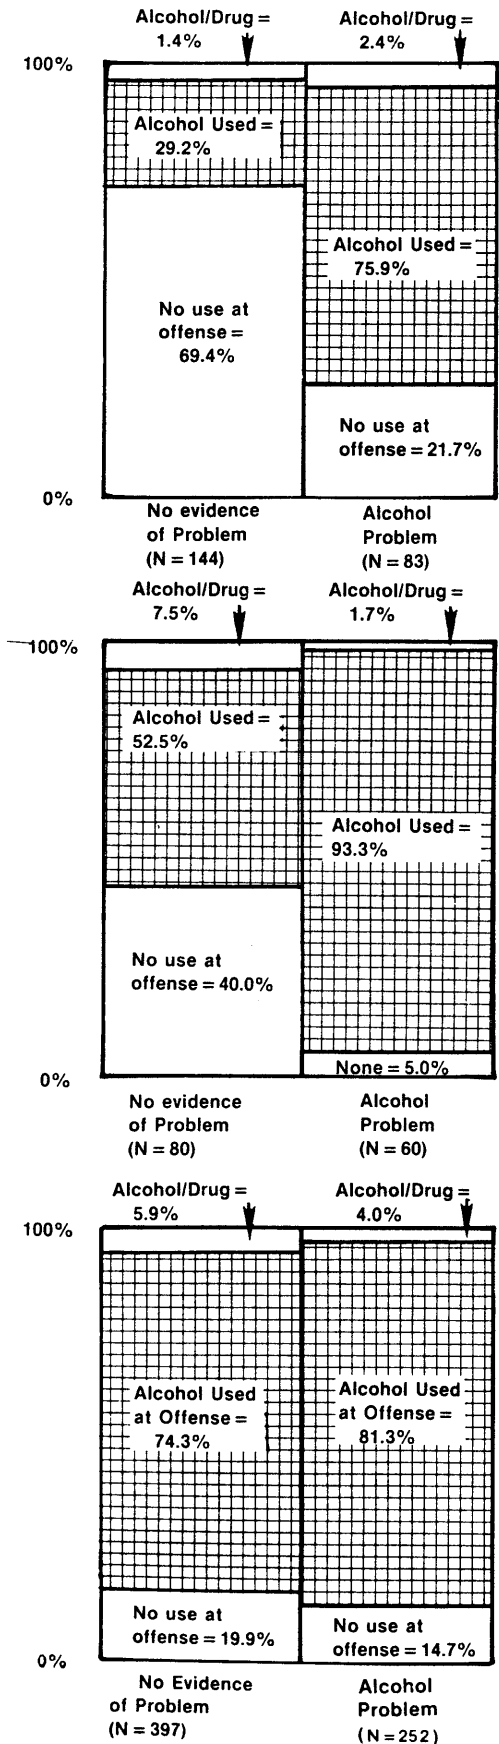 Alcohol/Drug =
1.4%
Alcohol/Drug =
2.4%
100%
Alcohol Used =
29.2%
Alcohol Used =
75.9%
No use at
offense =
69.4%
No use at
offense = 21.7%
0%
No evidence
of Problem
(N = 144)
Alcohol
Problem
(N = 83)
Alcohol/Drug =
7.5%
Alcohol/Drug =
1.7%
100%
Alcohol Used =
52.5%
Alcohol Used =
93.3%
No use at
offense = 40.0%
None = 5.0%
0%
No evidence
of Problem
(N = 80)
Alcohol
Problem
(N = 60)
Alcohol/Drug =
5.9%
Alcohol/Drug =
4.0%
100%
Alcohol Used
at Offense =
74.3%
Alcohol Used
at Offense =
81.3%
No use at
offense = 19.9%
No use at
offense = 14.7%
0%
No Evidence
of Problem
(N = 397)
Alcohol
Problem
(N = 252)